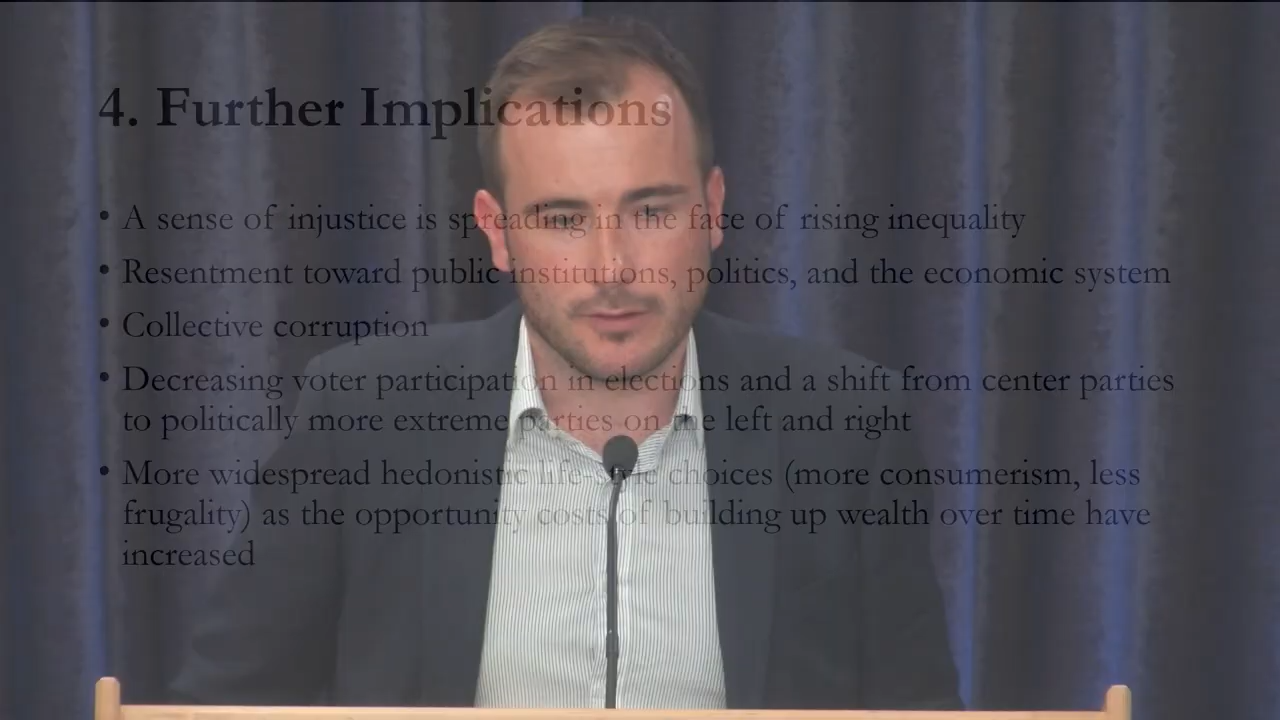 4. Further Implications
• A sense of injustice is spreading in the face of rising inequality
• Resentment toward public institutions, politics, and the economic system
• Collective corruption
• Decreasing voter participation in elections and a shift from center parties
to politically more extreme parties on the left and right
• More widespread hedonistic life-style choices (more consumerism, less
frugality) as the opportunity costs of building up wealth over time have
increased